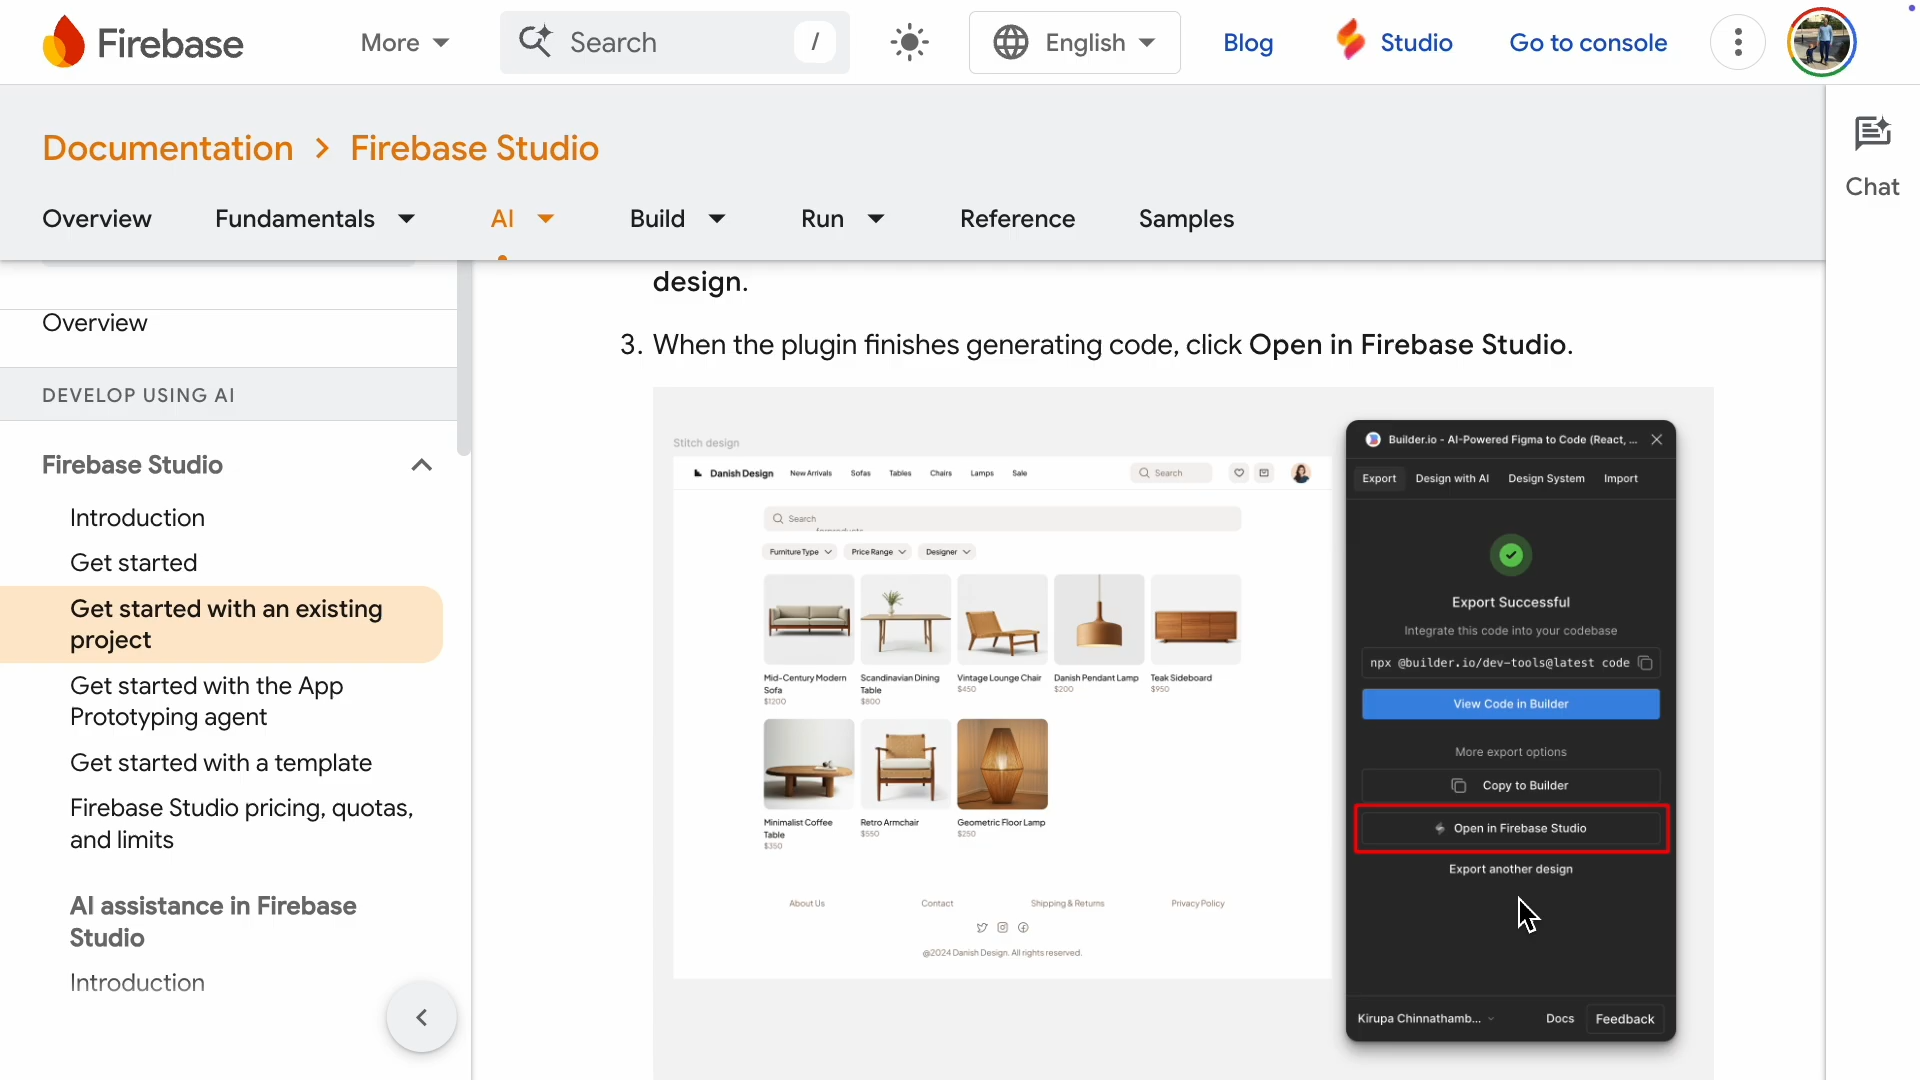 Firebase
More
Search
/
English
Blog
Studio
Go to console
Documentation > Firebase Studio
Chat
Overview
Fundamentals
AI
Build
Run
Reference
Samples
Overview
DEVELOP USING AI
Firebase Studio
Introduction
Get started
Get started with an existing
project
Get started with the App
Prototyping agent
Get started with a template
Firebase Studio pricing, quotas,
and limits
AI assistance in Firebase
Studio
Introduction
design.
3. When the plugin finishes generating code, click Open in Firebase Studio.
Stitch design
Danish Design
New Arrivals
Sofas
Tables
Chairs
Lamps
Sale
Search
Search
Furniture Type
Price Range
Designer
Mid-Century Modern
Sofa
$1200
Scandinavian Dining
Table
$800
Vintage Lounge Chair
$450
Danish Pendant Lamp
$200
Teak Sideboard
$950
Minimalist Coffee
Table
$350
Retro Armchair
$550
Geometric Floor Lamp
$250
About Us
Contact
Shipping & Returns
Privacy Policy
@2024 Danish Design. All rights reserved.
Builder.io - AI-Powered Figma to Code (React, ...
Export
Design with AI
Design System
Import
Export Successful
Integrate this code into your codebase
npx @builder.io/dev-tools@latest code
View Code in Builder
More export options
Copy to Builder
Open in Firebase Studio
Export another design
Kirupa Chinnathamb...
Docs
Feedback